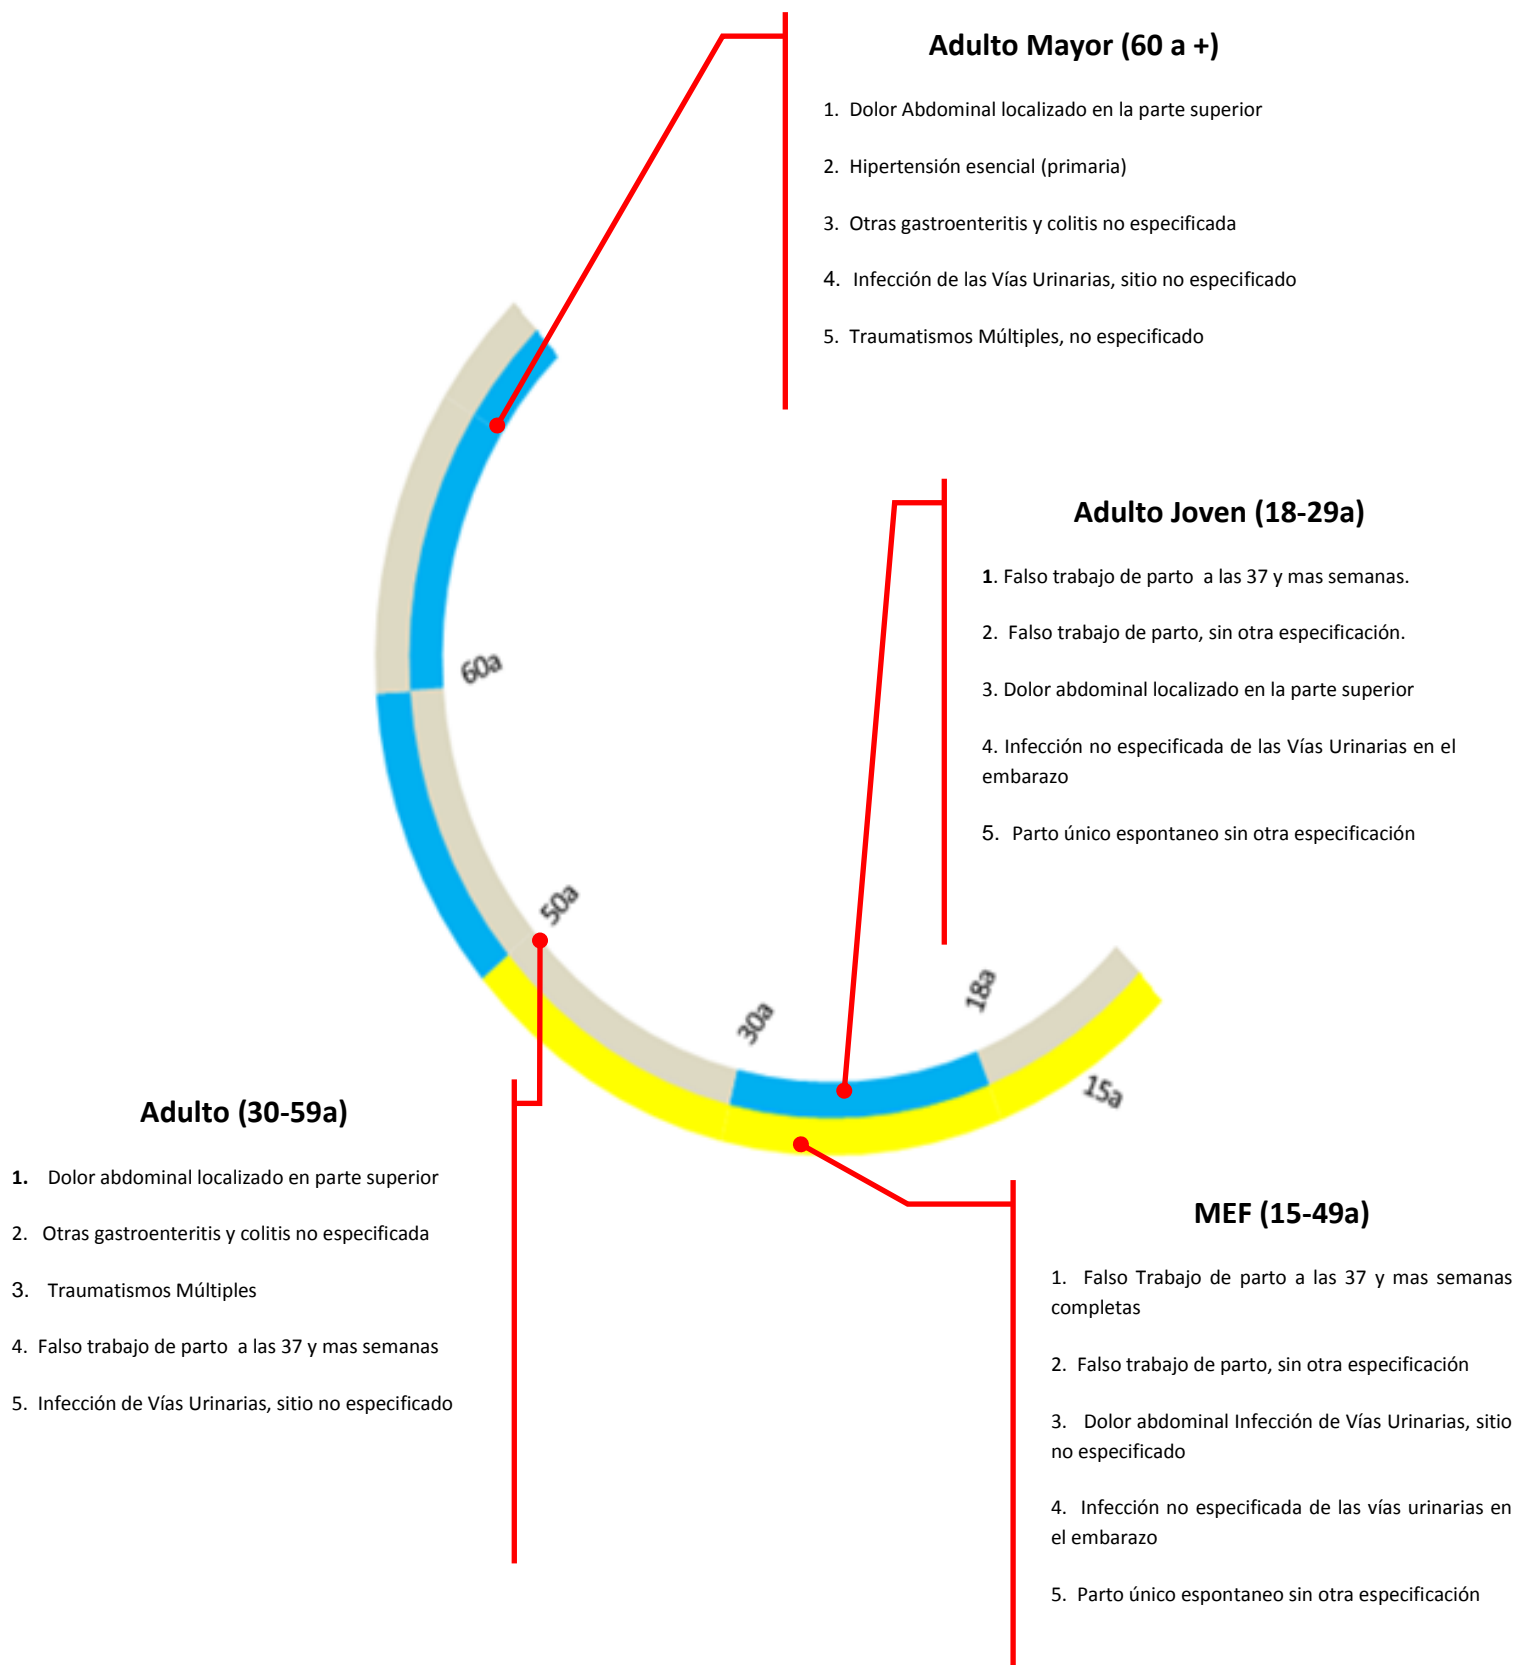 Adulto Mayor (60 a +)
1. Dolor Abdominal localizado en la parte superior
2. Hipertensión esencial (primaria)
3. Otras gastroenteritis y colitis no especificada
4. Infección de las Vías Urinarias, sitio no especificado
5. Traumatismos Múltiples, no especificado
Adulto Joven (18-29a)
1. Falso trabajo de parto a las 37 y mas semanas.
2. Falso trabajo de parto, sin otra especificación.
3. Dolor abdominal localizado en la parte superior
4. Infección no especificada de las Vías Urinarias en el
embarazo
5. Parto único espontaneo sin otra especificación
60a
50a
30a
18a
15a
Adulto (30-59a)
1. Dolor abdominal localizado en parte superior
2. Otras gastroenteritis y colitis no especificada
3. Traumatismos Múltiples
4. Falso trabajo de parto a las 37 y mas semanas
5. Infección de Vías Urinarias, sitio no especificado
MEF (15-49a)
1. Falso Trabajo de parto a las 37 y mas semanas
completas
2. Falso trabajo de parto, sin otra especificación
3. Dolor abdominal Infección de Vías Urinarias, sitio
no especificado
4. Infección no especificada de las vías urinarias en
el embarazo
5. Parto único espontaneo sin otra especificación